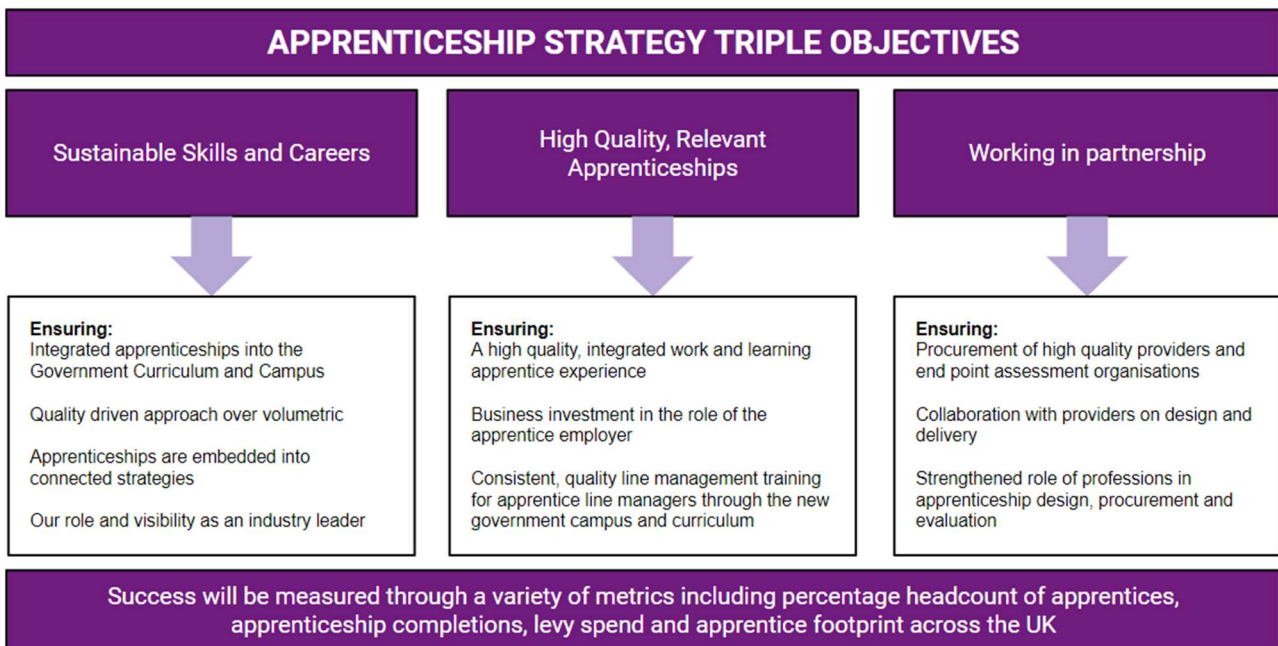 APPRENTICESHIP STRATEGY TRIPLE OBJECTIVES
Sustainable Skills and Careers
High Quality, Relevant
Apprenticeships
Working in partnership
Ensuring:
Integrated apprenticeships into the
Government Curriculum and Campus
Quality driven approach over volumetric
Apprenticeships are embedded into
connected strategies
Our role and visibility as an industry leader
Ensuring:
A high quality, integrated work and learning
apprentice experience
Business investment in the role of the
apprentice employer
Consistent, quality line management training
for apprentice line managers through the new
government campus and curriculum
Ensuring:
Procurement of high quality providers and
end point assessment organisations
Collaboration with providers on design and
delivery
Strengthened role of professions in
apprenticeship design, procurement and
evaluation
Success will be measured through a variety of metrics including percentage headcount of apprentices,
apprenticeship completions, levy spend and apprentice footprint across the UK